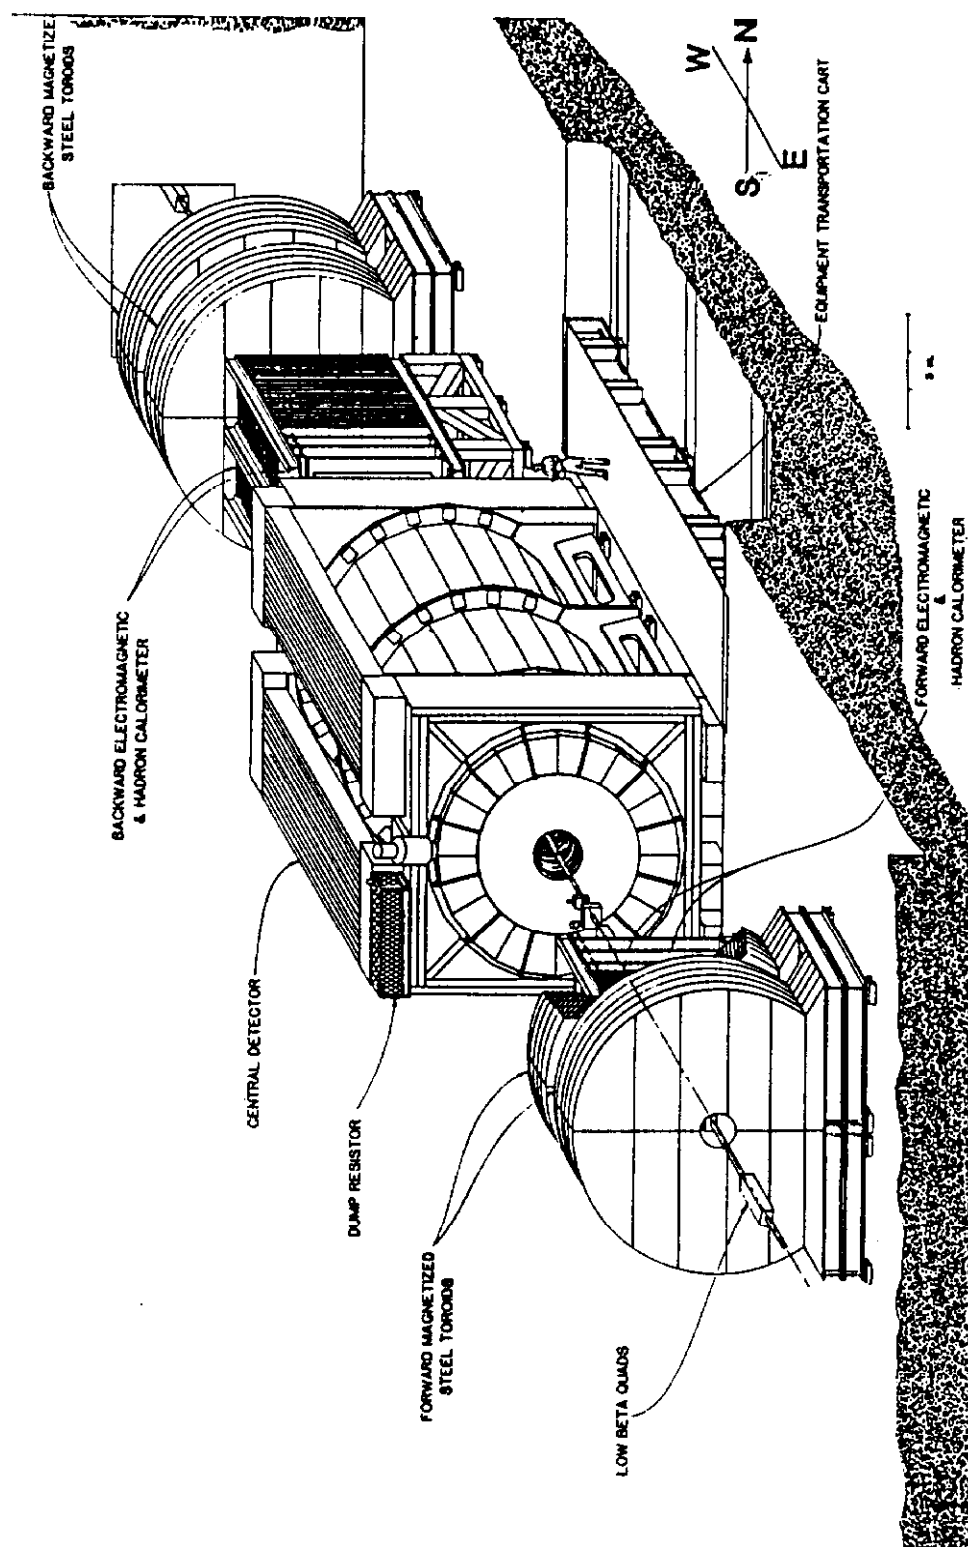 BACKWARD MAGNETIZED
STEEL TOROIDS
BACKWARD ELECTROMAGNETIC
& HADRON CALORIMETER
CENTRAL DETECTOR
DUMP RESISTOR
FORWARD MAGNETIZED
STEEL TOROIDS
LOW BETA QUADS
W
N
S
E
EQUIPMENT TRANSPORTATION CART
FORWARD ELECTROMAGNETIC
&
HADRON CALORIMETER